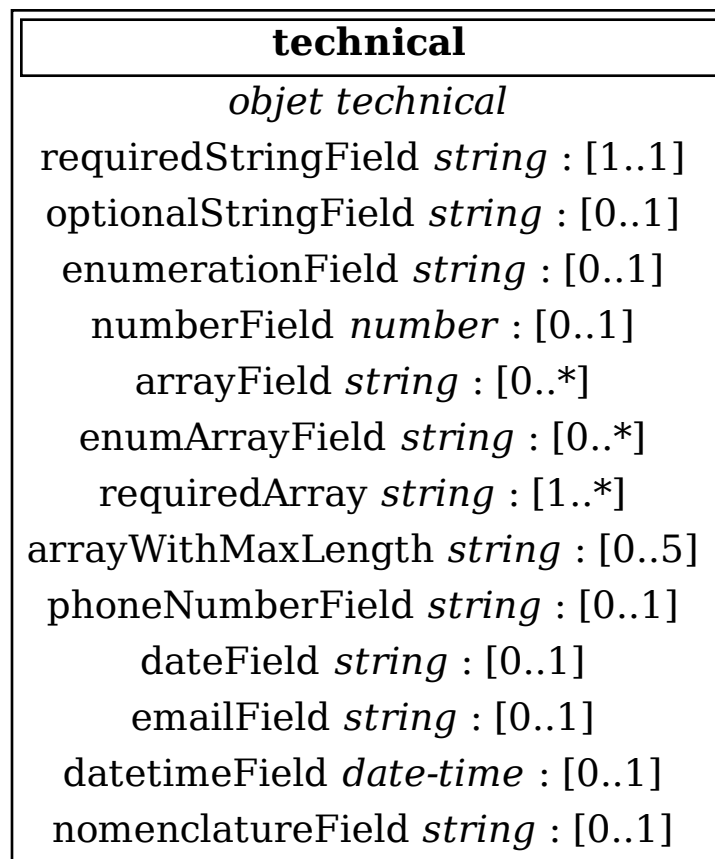 technical
objet technical
requiredStringField string : [1..1]
optionalStringField string : [0..1]
enumerationField string : [0..1]
numberField number : [0..1]
arrayField string : [0..*]
enumArrayField string : [0..*]
requiredArray string : [1..*]
arrayWithMaxLength string : [0..5]
phoneNumberField string : [0..1]
dateField string : [0..1]
emailField string : [0..1]
datetimeField date-time : [0..1]
nomenclatureField string : [0..1]